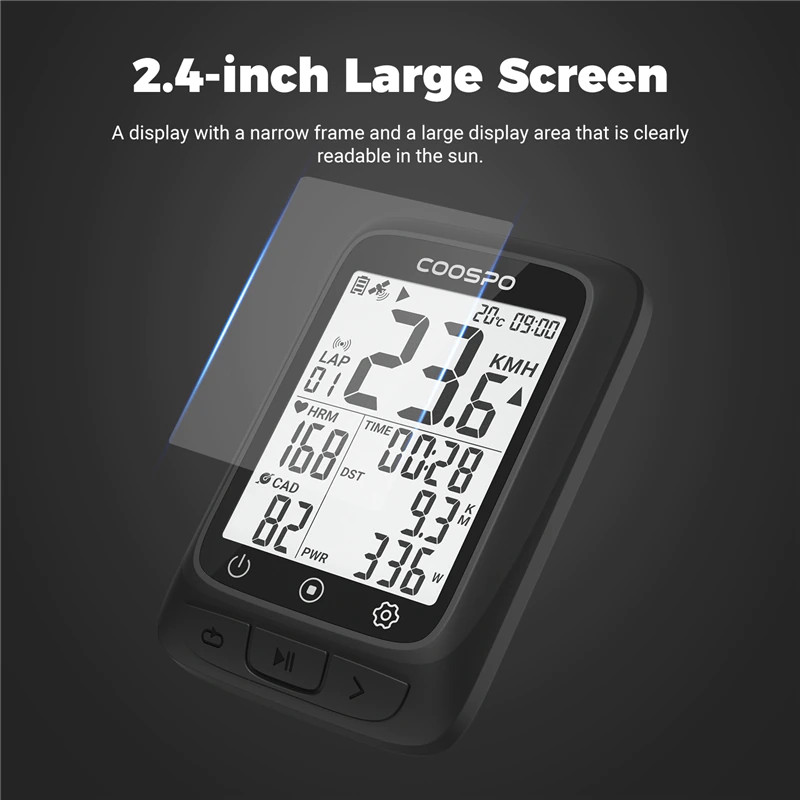 2.4-inch Large Screen
A display with a narrow frame and a large display area that is clearly
readable in the sun.
COOSPO
20°C 09:00
23.6 KMH
LAP
01
HRM
168
TIME 00:28
CAD
82
DST 9.3 KM
PWR 336 W